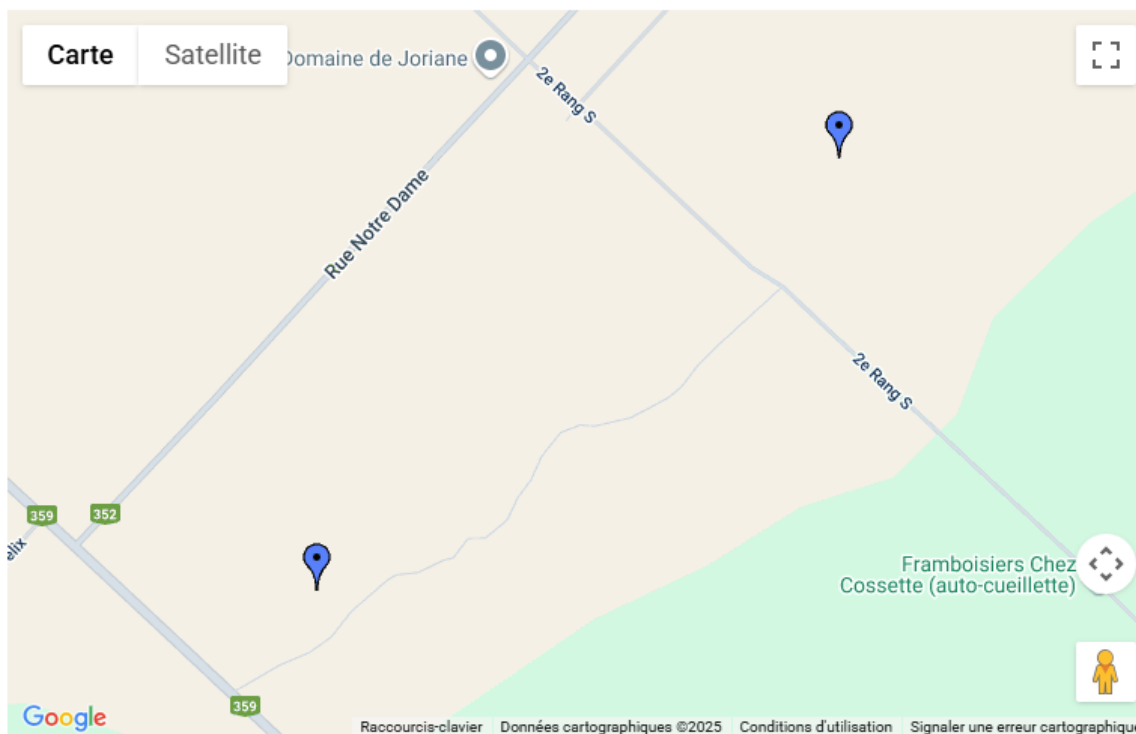 Carte
Satellite
Domaine de Joriane
2e Rang S
Rue Notre Dame
2e Rang S
359
352
elix
Framboisiers Chez
Cossette (auto-cueillette)
359
Google
Raccourcis-clavier
Données cartographiques ©2025
Conditions d'utilisation
Signaler une erreur cartographique